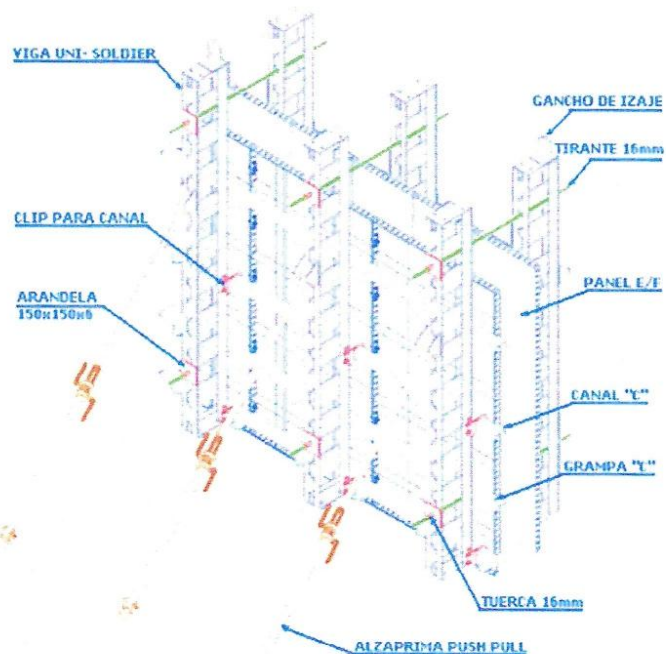 VIGA UNI- SOLDIER
GANCHO DE IZAJE
TIRANTE 16mm
CLIP PARA CANAL
PANEL E/F
ARANDELA
150x150x6
CANAL "C"
GRAMPA "C"
TUERCA 16mm
ALZAPRIMA PUSH PULL